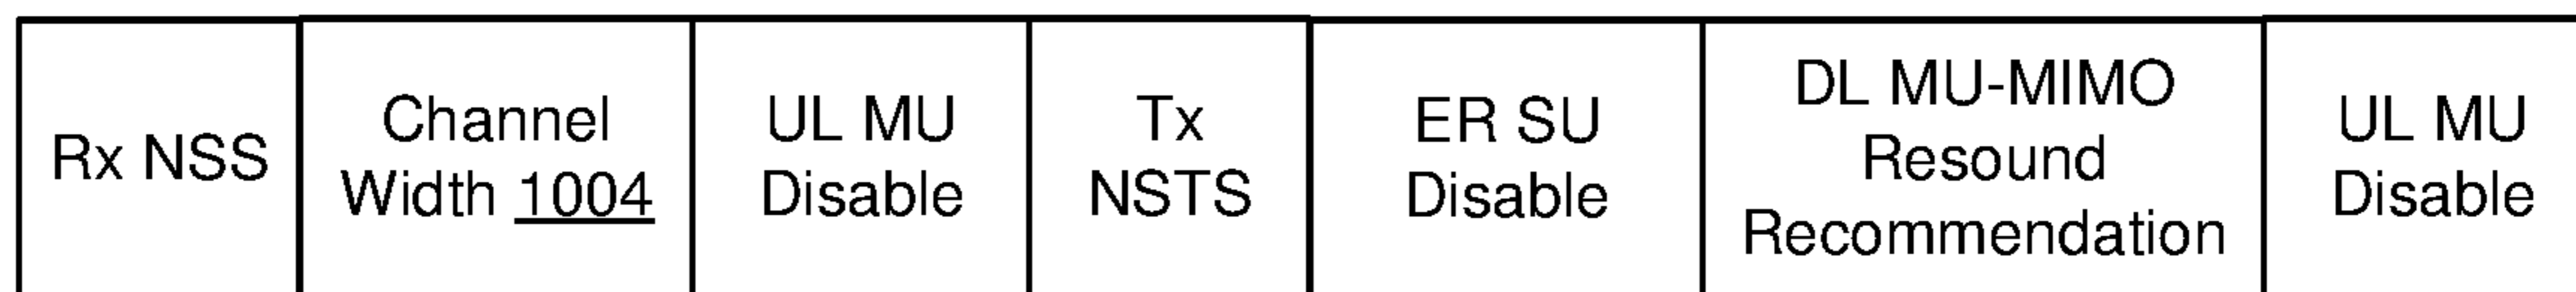 Rx NSS
Channel
Width 1004
UL MU
Disable
Tx
NSTS
ER SU
Disable
DL MU-MIMO
Resound
Recommendation
UL MU
Disable